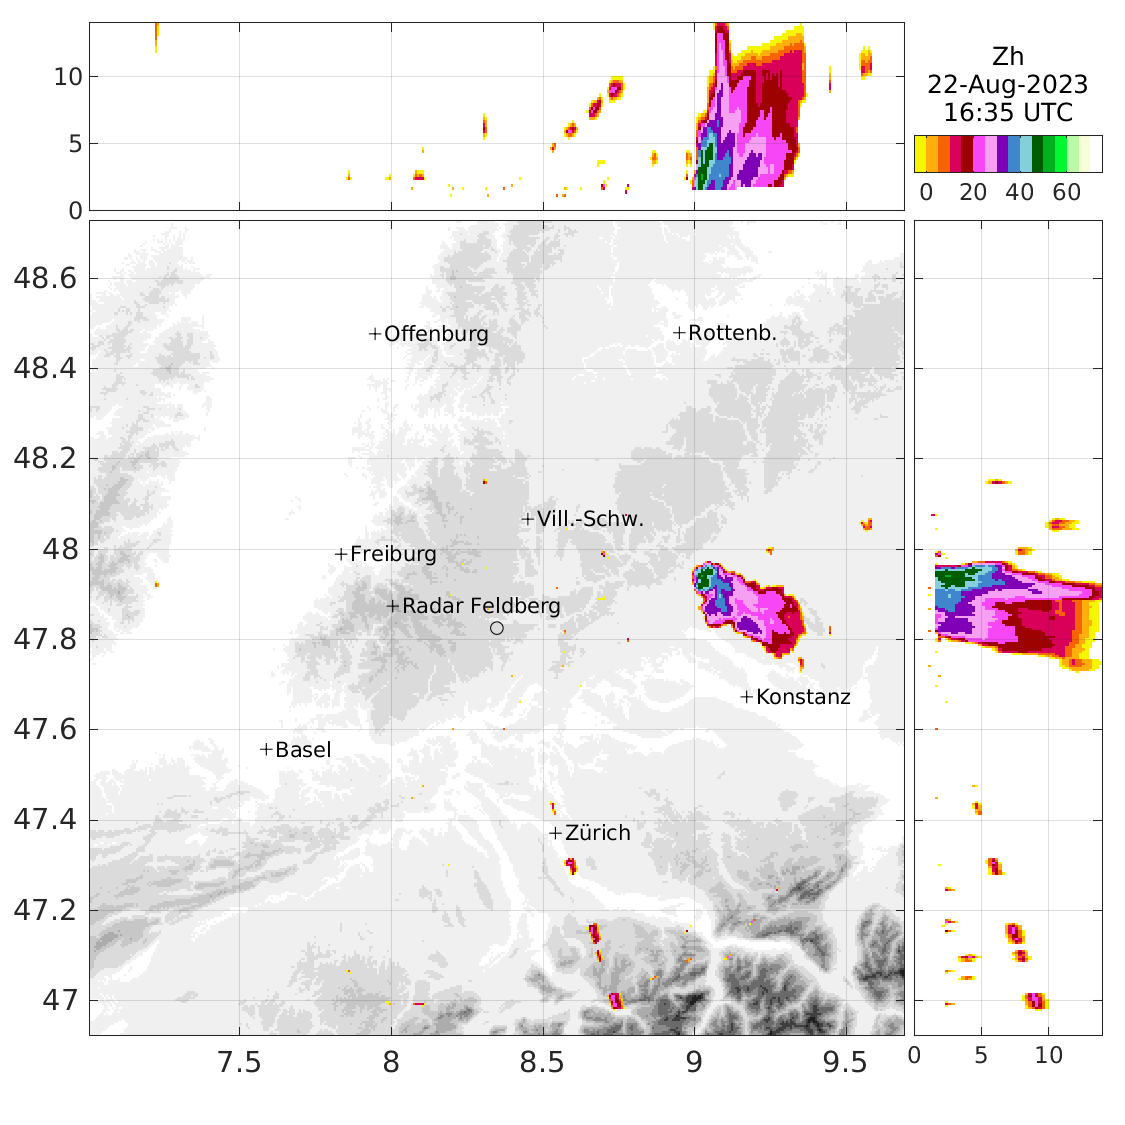 Zh
22-Aug-2023
16:35 UTC
0 20 40 60
10
5
0
48.6
48.4
48.2
48
47.8
47.6
47.4
47.2
47
+Offenburg
+Rottenb.
+Vill.-Schw.
+Freiburg
+Radar Feldberg
+Konstanz
+Basel
+Zürich
7.5 8 8.5 9 9.5
0 5 10